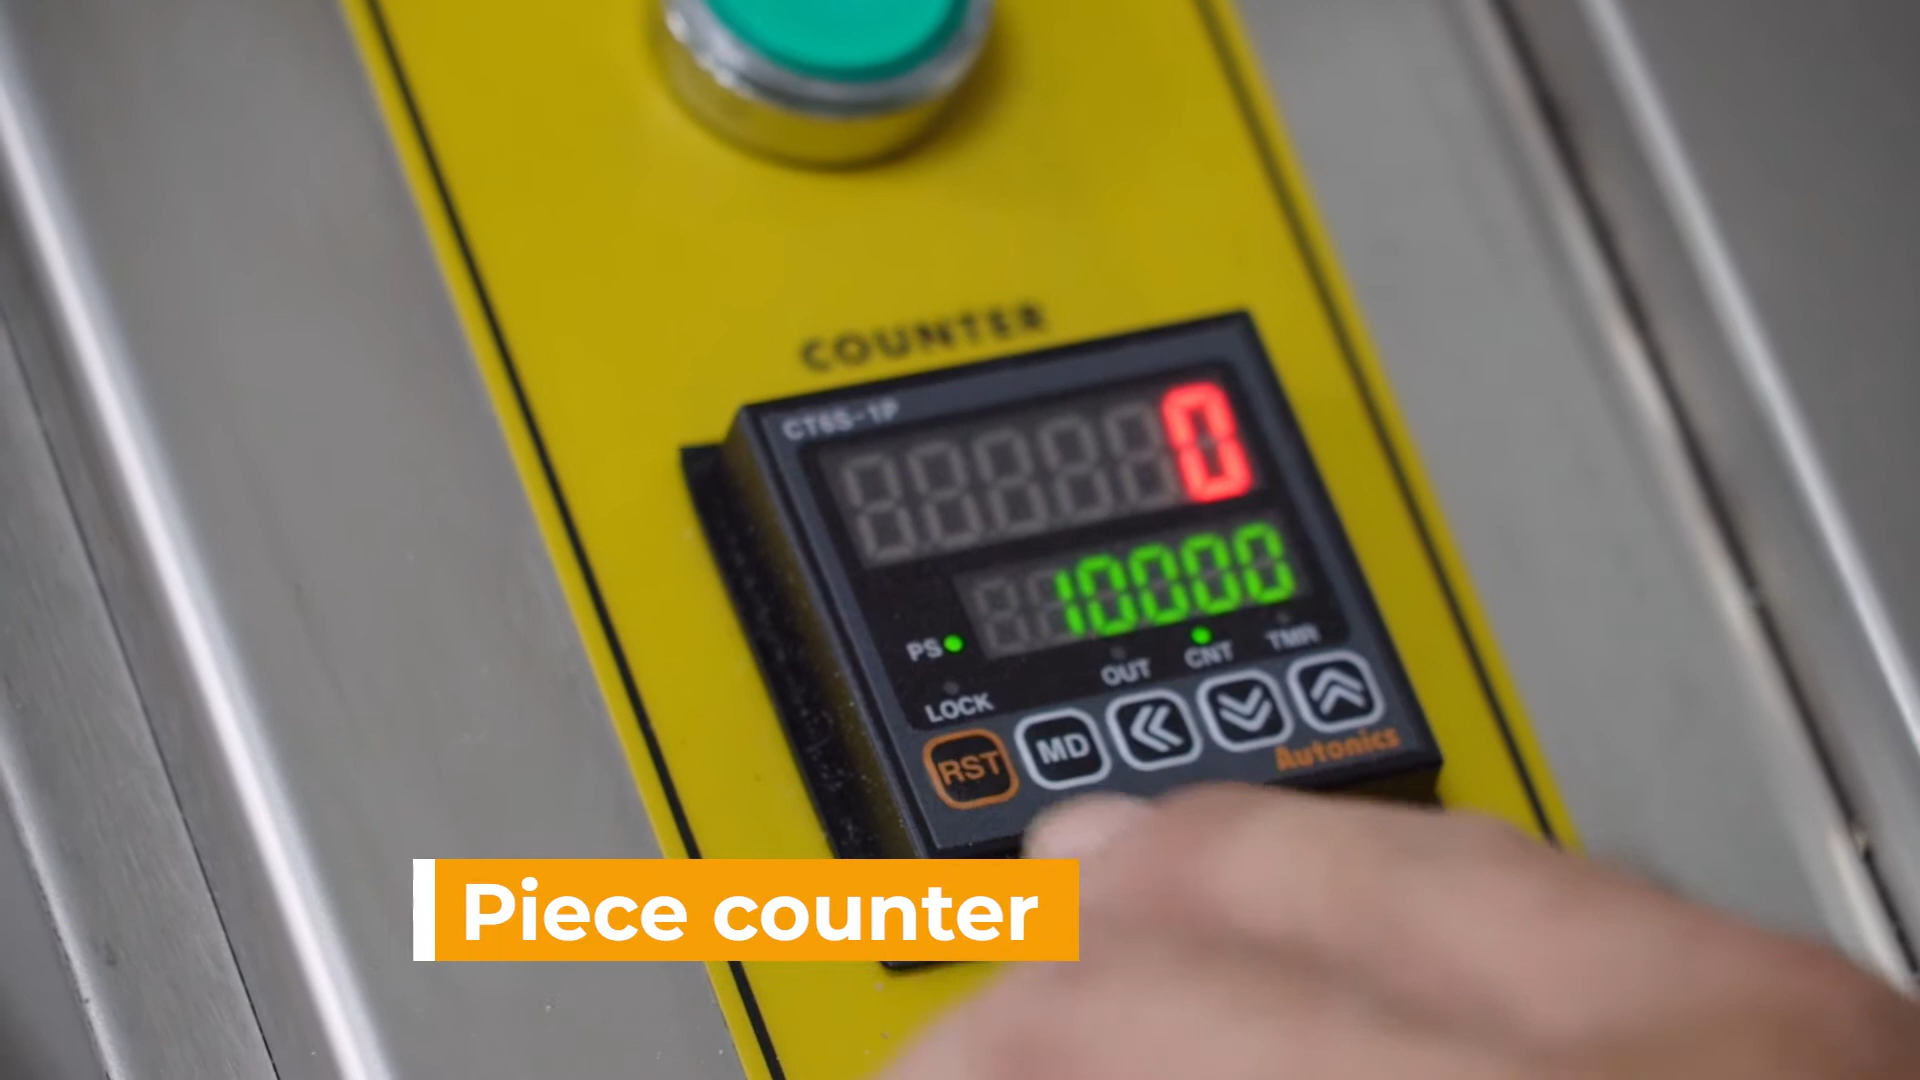 COUNTER
CT6S-1P
0
10000
PS
OUT CNT TMR
LOCK
RST MD
Autonics
Piece counter